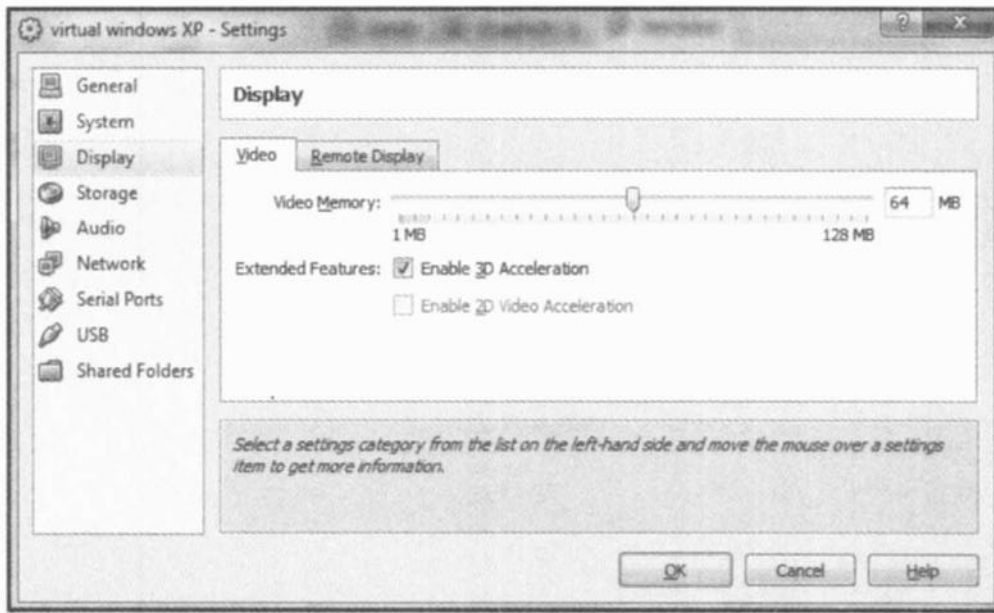 virtual windows XP - Settings
General
System
Display
Storage
Audio
Network
Serial Ports
USB
Shared Folders
Display
Video
Remote Display
Video Memory:
64 MB
1 MB
128 MB
Extended Features: Enable 3D Acceleration
Enable 2D Video Acceleration
Select a settings category from the list on the left-hand side and move the mouse over a settings
item to get more information.
OK
Cancel
Help